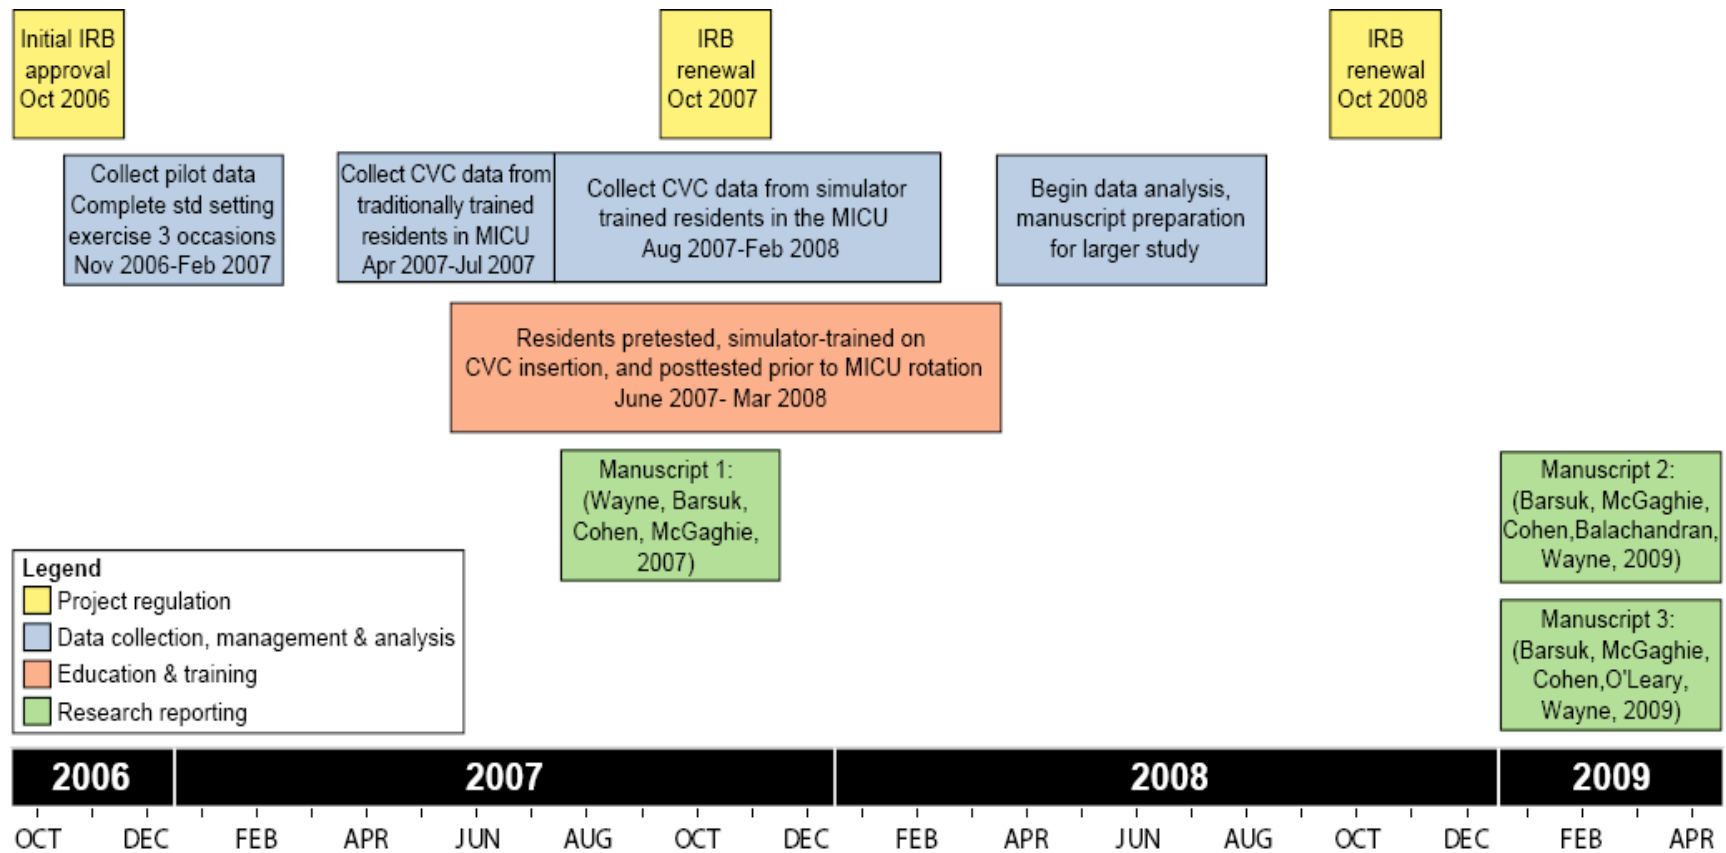 Initial IRB
approval
Oct 2006
IRB
renewal
Oct 2007
IRB
renewal
Oct 2008
Collect pilot data
Complete std setting
exercise 3 occasions
Nov 2006-Feb 2007
Collect CVC data from
traditionally trained
residents in MICU
Apr 2007-Jul 2007
Collect CVC data from simulator
trained residents in the MICU
Aug 2007-Feb 2008
Begin data analysis,
manuscript preparation
for larger study
Residents pretested, simulator-trained on
CVC insertion, and posttested prior to MICU rotation
June 2007- Mar 2008
Manuscript 1:
(Wayne, Barsuk,
Cohen, McGaghie,
2007)
Manuscript 2:
(Barsuk, McGaghie,
Cohen,Balachandran,
Wayne, 2009)
Manuscript 3:
(Barsuk, McGaghie,
Cohen,O'Leary,
Wayne, 2009)
Legend
Project regulation
Data collection, management & analysis
Education & training
Research reporting
2006 2007 2008 2009
OCT DEC FEB APR JUN AUG OCT DEC FEB APR JUN AUG OCT DEC FEB APR